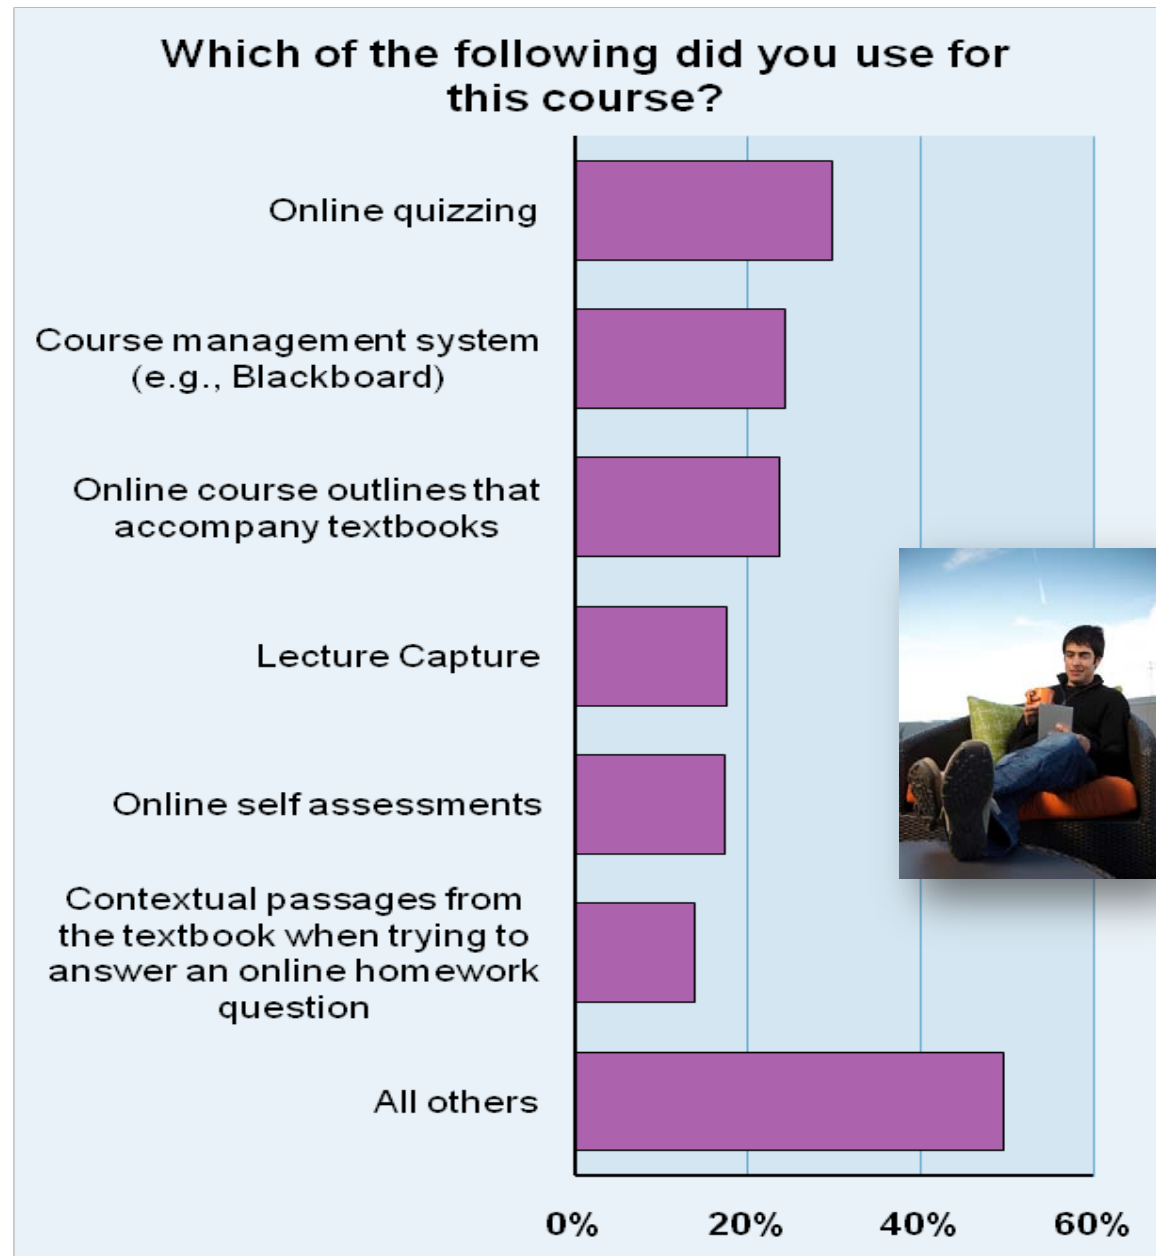 Which of the following did you use for
this course?
Online quizzing
Course management system
(e.g., Blackboard)
Online course outlines that
accompany textbooks
Lecture Capture
Online self assessments
Contextual passages from
the textbook when trying to
answer an online homework
question
All others
0% 20% 40% 60%